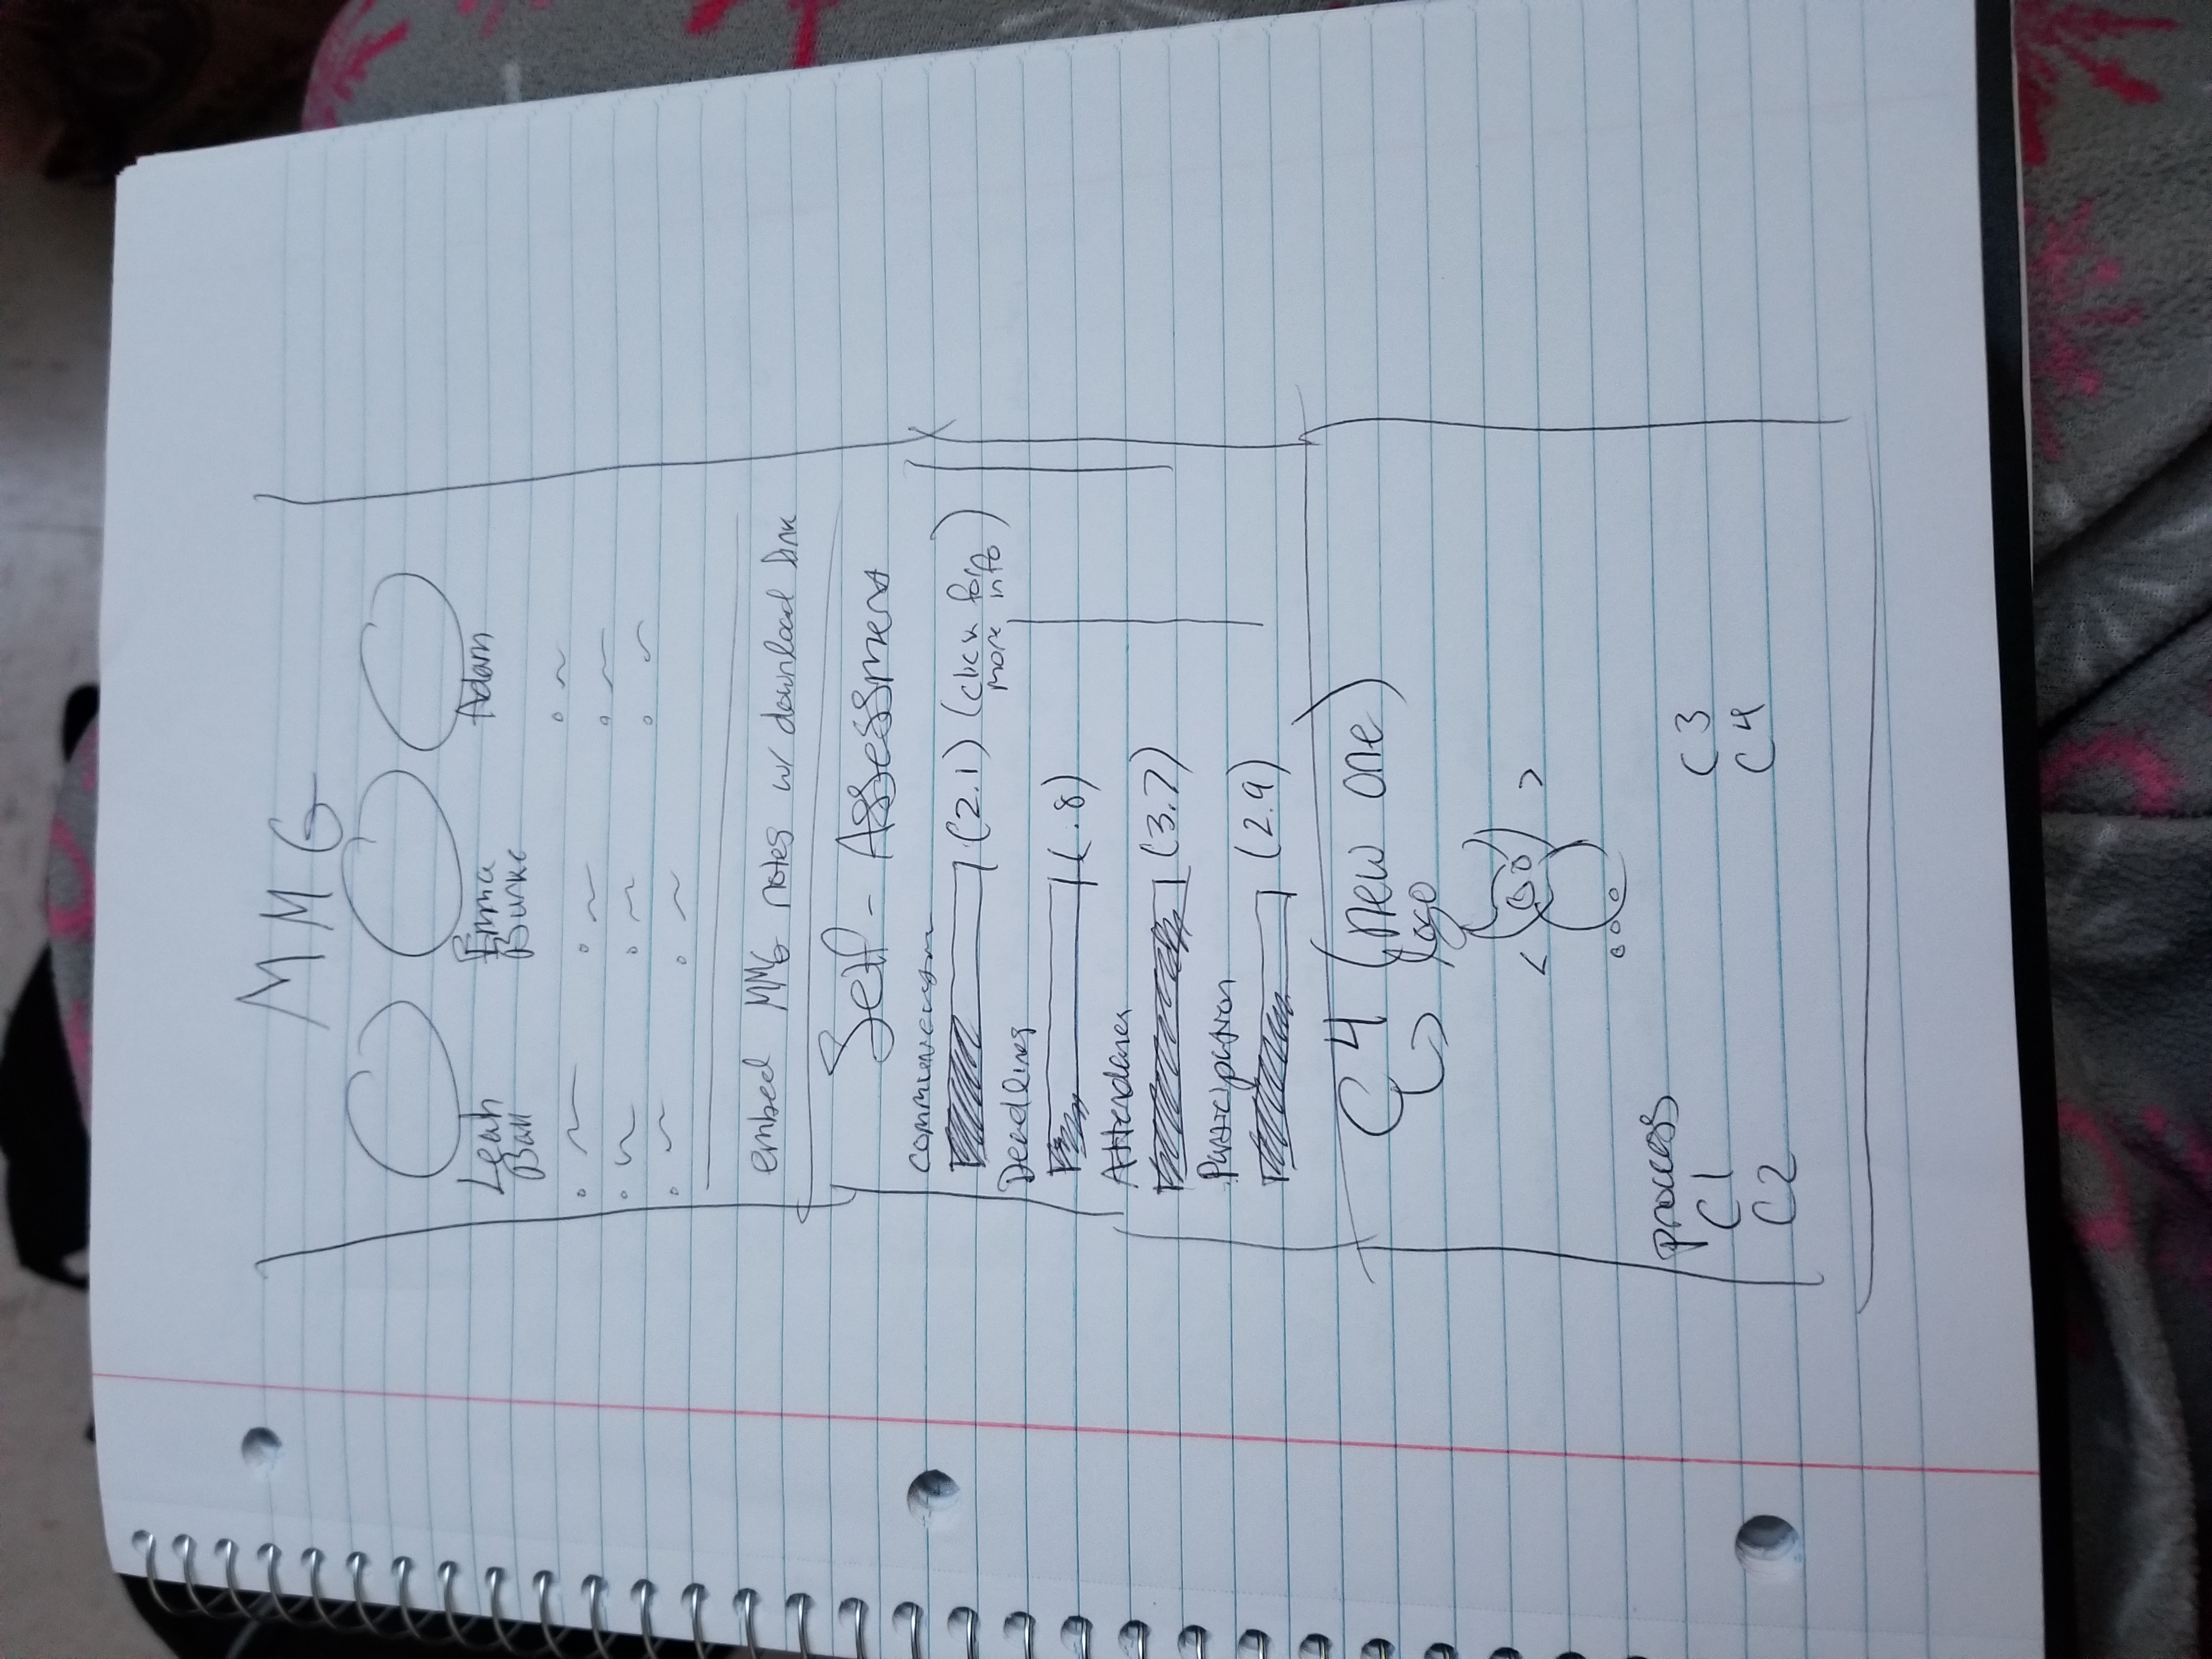 MMG
Leah Emma Adam
Ball Burke
embed MMG notes w/ download link
Self-Assessment
Communication
(2.1) (click for
more info)
Deadlines
(.8)
Attendance
(3.7)
Participation
(2.9)
C4 (new one)
logo
< >
process
C1 C3
C2 C4